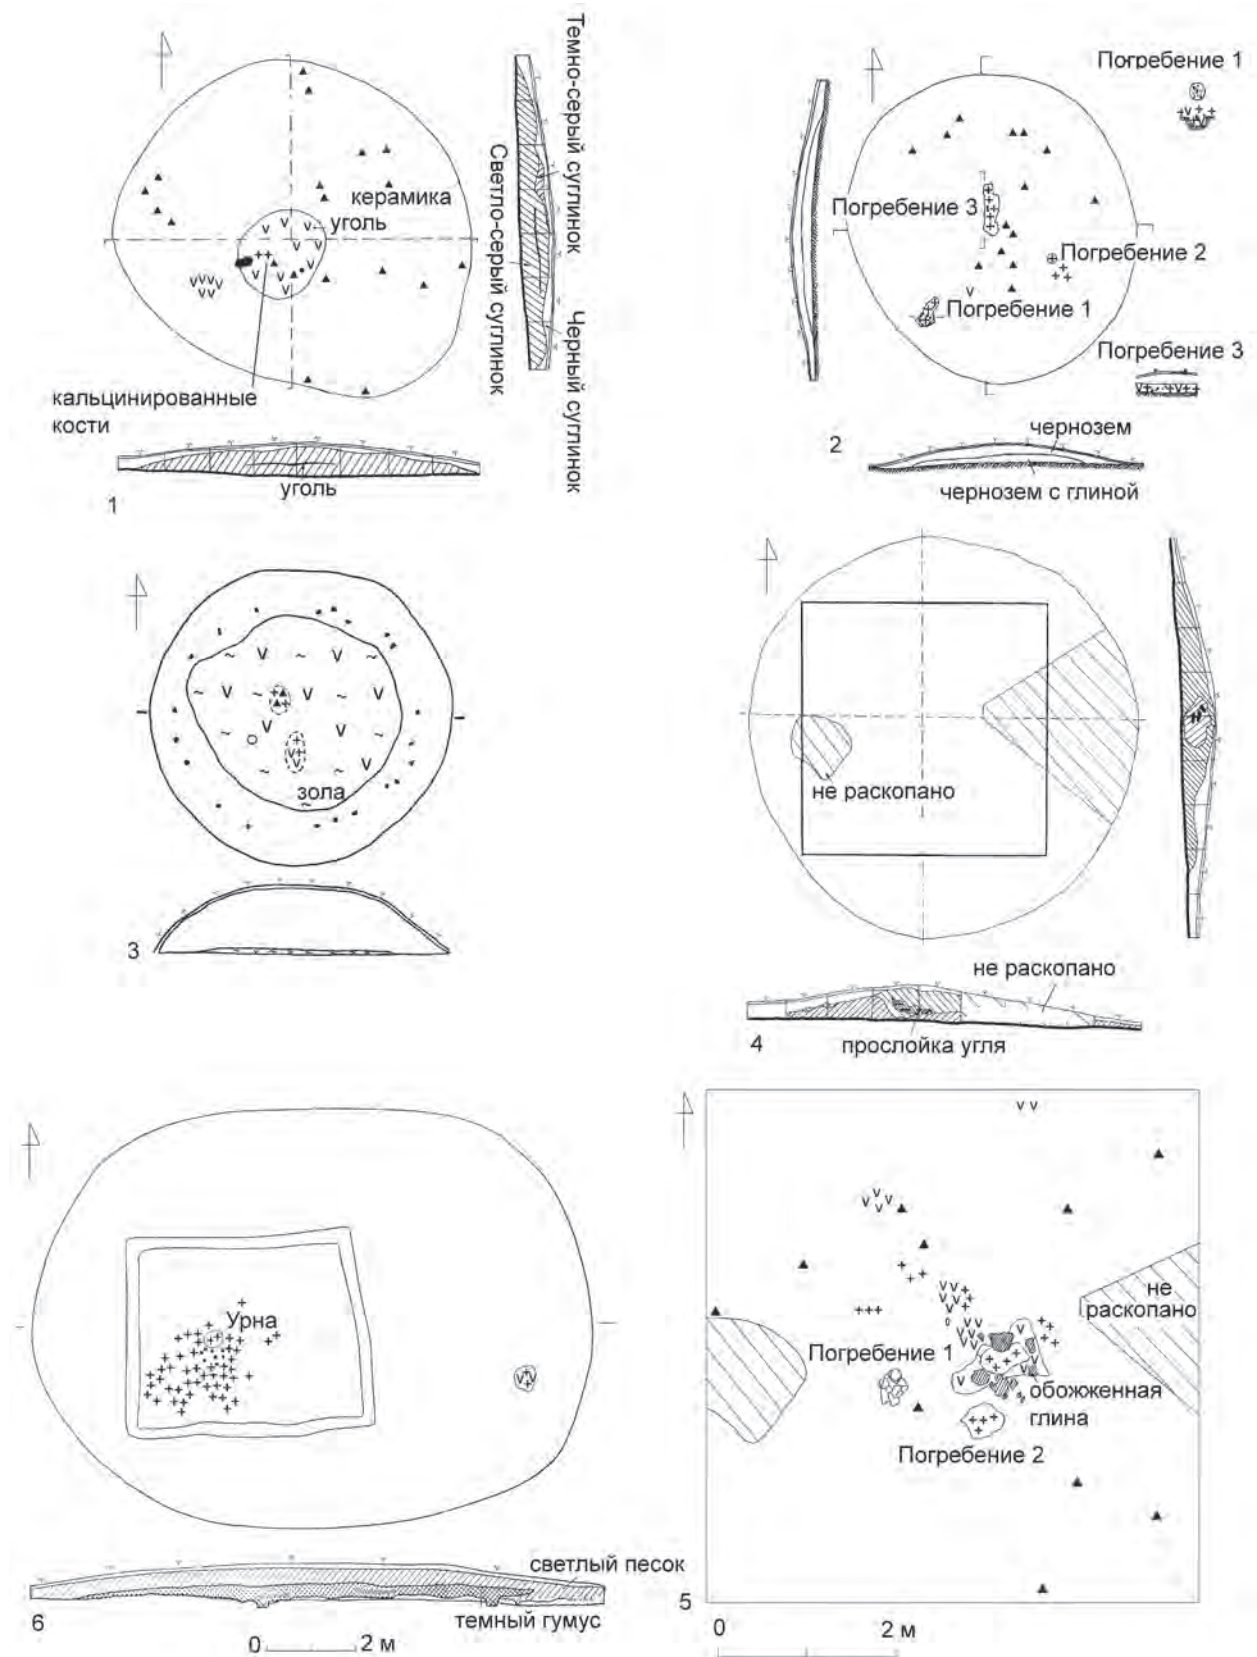 керамика
уголь
кальцинированные
кости
уголь
1
Темно-серый суглинок
Светло-серый суглинок
Черный суглинок
Погребение 1
Погребение 3
Погребение 2
Погребение 1
Погребение 3
2
чернозем
чернозем с глиной
зола
3
не раскопано
не раскопано
4
прослойка угля
Урна
светлый песок
темный гумус
6
0 2 м
не
раскопано
Погребение 1
обожженная
глина
Погребение 2
5
0 2 м